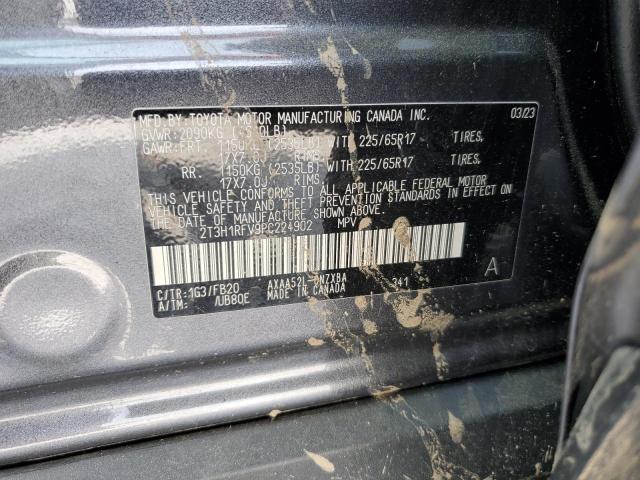 MFD.BY: TOYOTA MOTOR MANUFACTURING CANADA INC. 03/23
GVWR: 2090KG
GAWR: FRT. 1150KG (2535LB) WITH 225/65R17 TIRES,
17X7.0J RIMS
RR. 1150KG (2535LB) WITH 225/65R17 TIRES,
17X7.0J RIMS
THIS VEHICLE CONFORMS TO ALL APPLICABLE FEDERAL MOTOR
VEHICLE SAFETY AND THEFT PREVENTION STANDARDS IN EFFECT ON
THE DATE OF MANUFACTURE SHOWN ABOVE.
2T3H1RFV9PC224902 MPV
A
C/TR: 1G3/FB20 AXAA52L 341
A/TM: /UB80E MADE IN CANADA